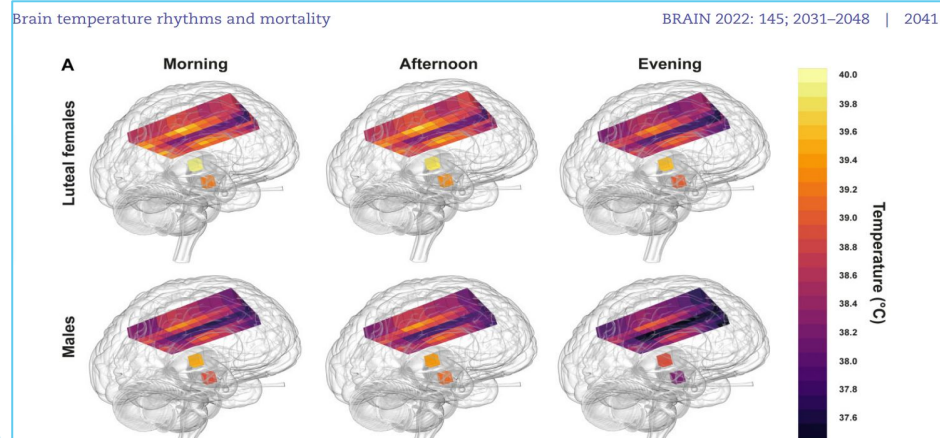 Brain temperature rhythms and mortality
BRAIN 2022: 145; 2031–2048 | 2041
A
Morning
Afternoon
Evening
Luteal females
Males
40.0
39.8
39.6
39.4
39.2
39.0
38.8
38.6
38.4
38.2
38.0
37.8
37.6
Temperature (°C)